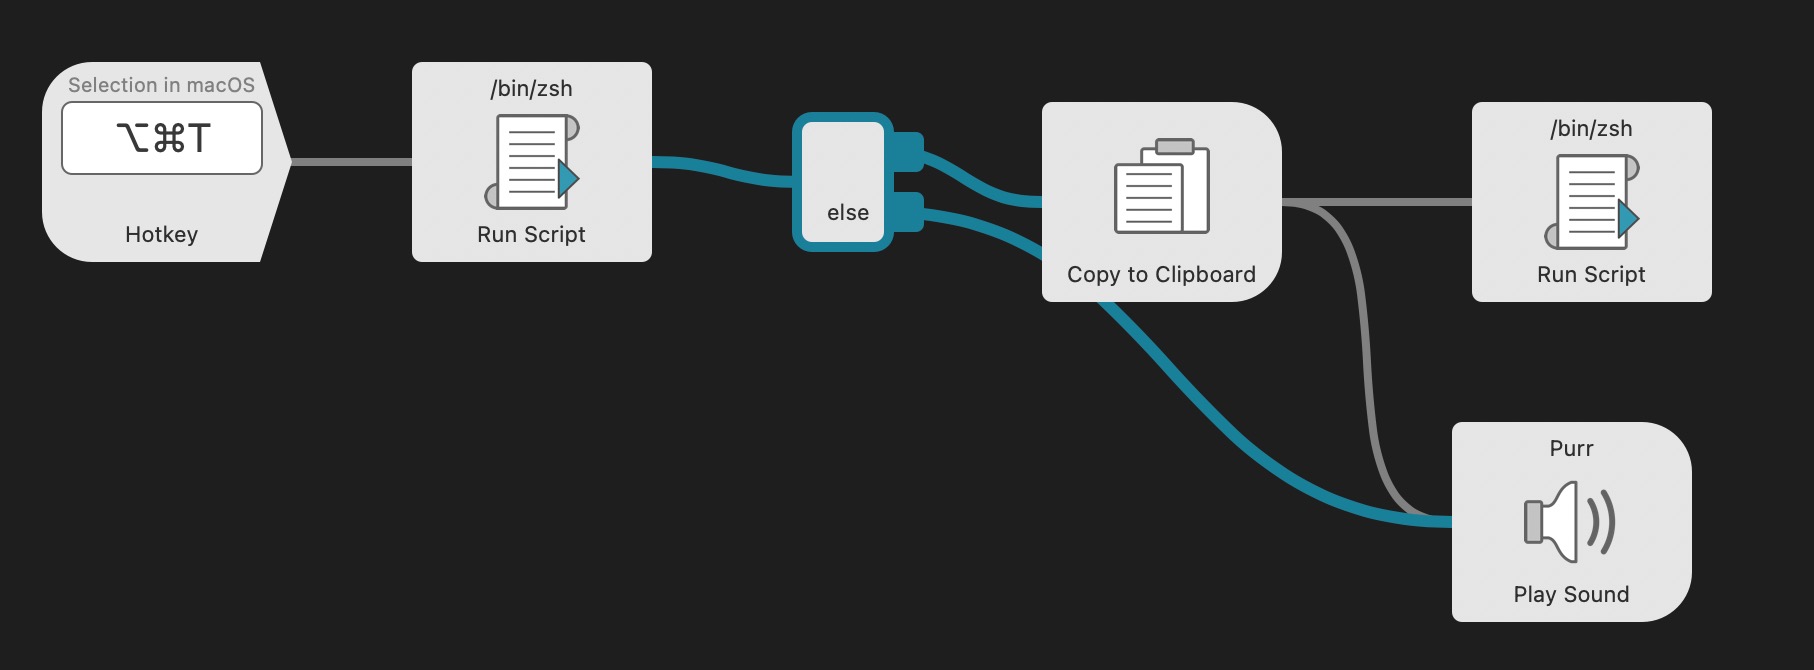 Selection in macOS
⌥⌘T
Hotkey
/bin/zsh
Run Script
else
Copy to Clipboard
/bin/zsh
Run Script
Purr
Play Sound